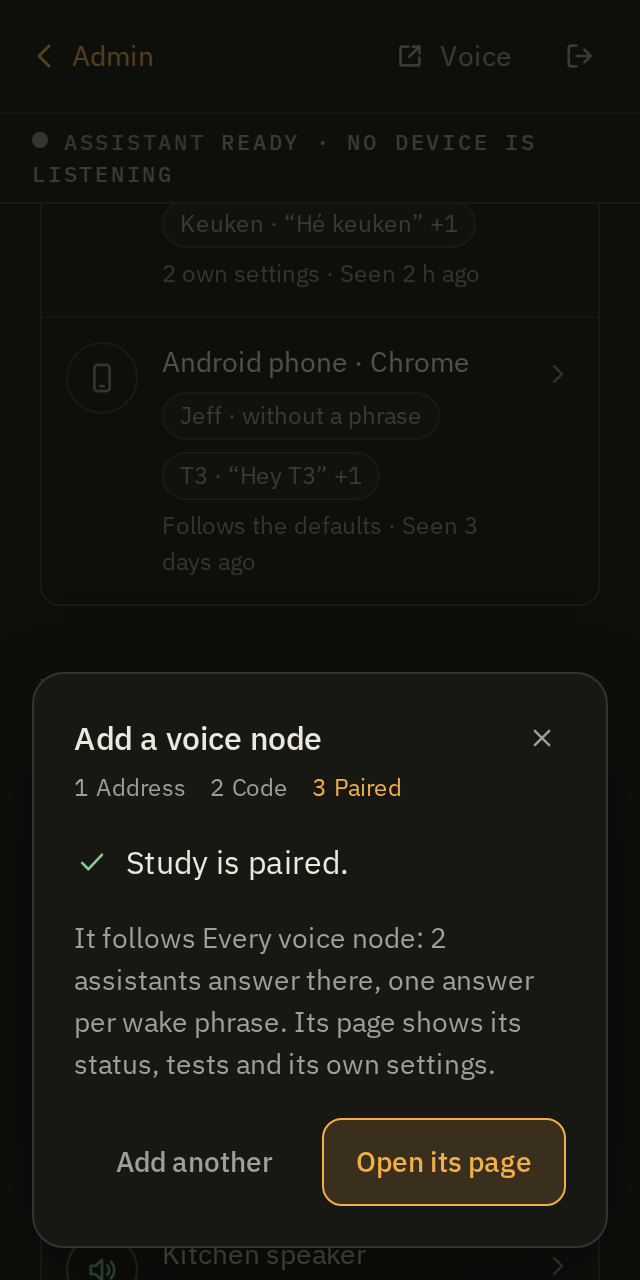 Admin
Voice
ASSISTANT READY · NO DEVICE IS
LISTENING
Keuken · “Hé keuken” +1
2 own settings · Seen 2 h ago
Android phone · Chrome
Jeff · without a phrase
T3 · “Hey T3” +1
Follows the defaults · Seen 3
days ago
Add a voice node
1 Address 2 Code 3 Paired
Study is paired.
It follows Every voice node: 2
assistants answer there, one answer
per wake phrase. Its page shows its
status, tests and its own settings.
Add another
Open its page
Kitchen speaker